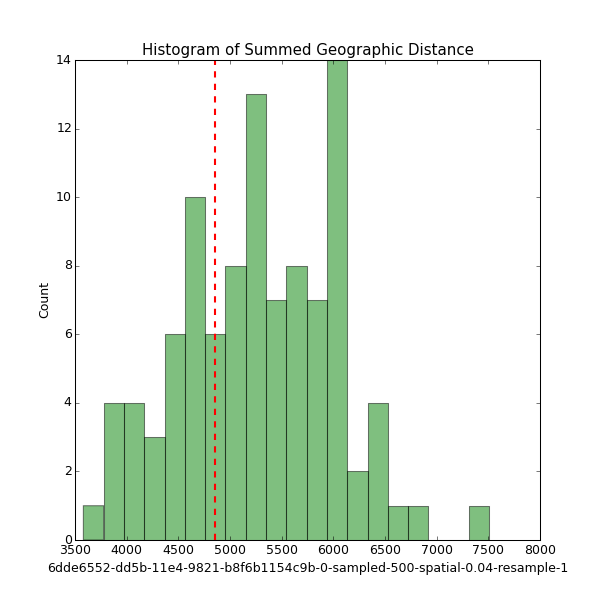 Histogram of Summed Geographic Distance
14
12
10
8
6
4
2
0
Count
3500 4000 4500 5000 5500 6000 6500 7000 7500 8000
6dde6552-dd5b-11e4-9821-b8f6b1154c9b-0-sampled-500-spatial-0.04-resample-1